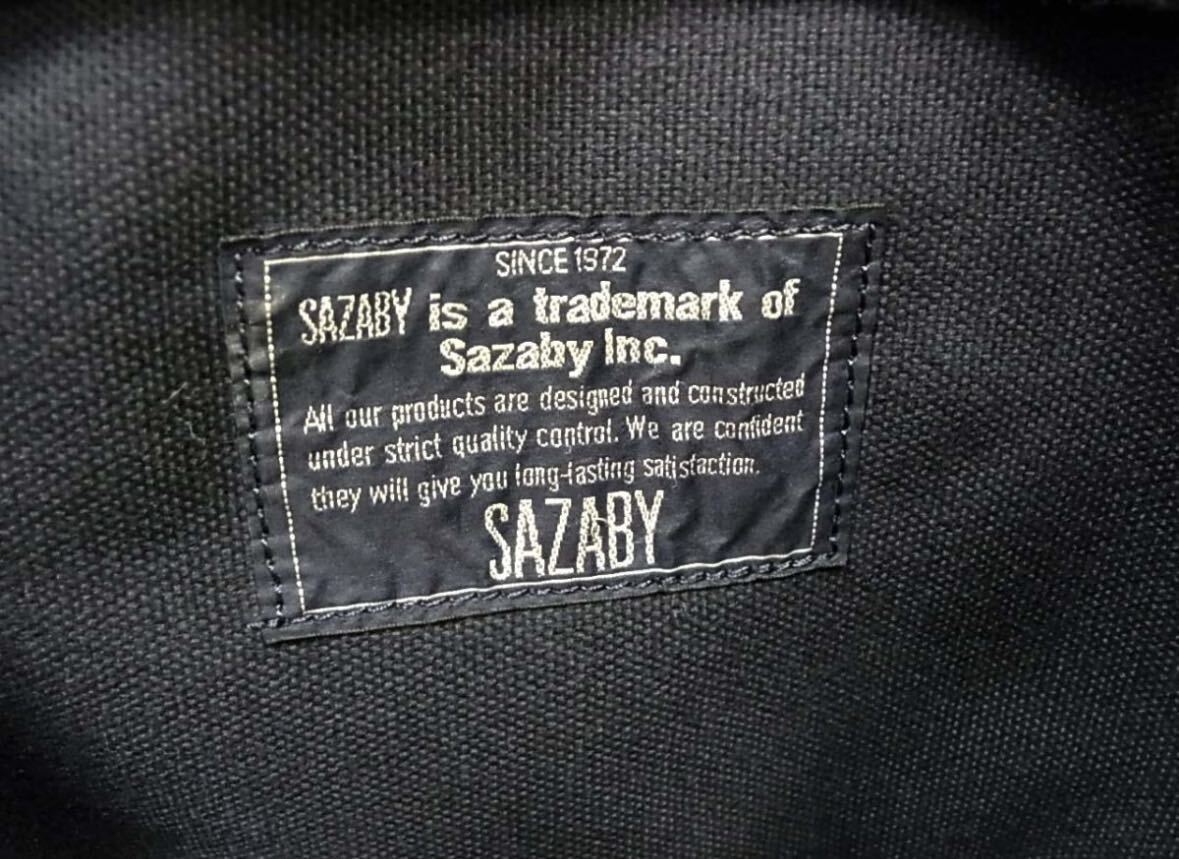 SINCE 1972
SAZABY is a trademark of
Sazaby Inc.
All our products are designed and constructed
under strict quality control. We are confident
they will give you long-lasting satisfaction.
SAZABY